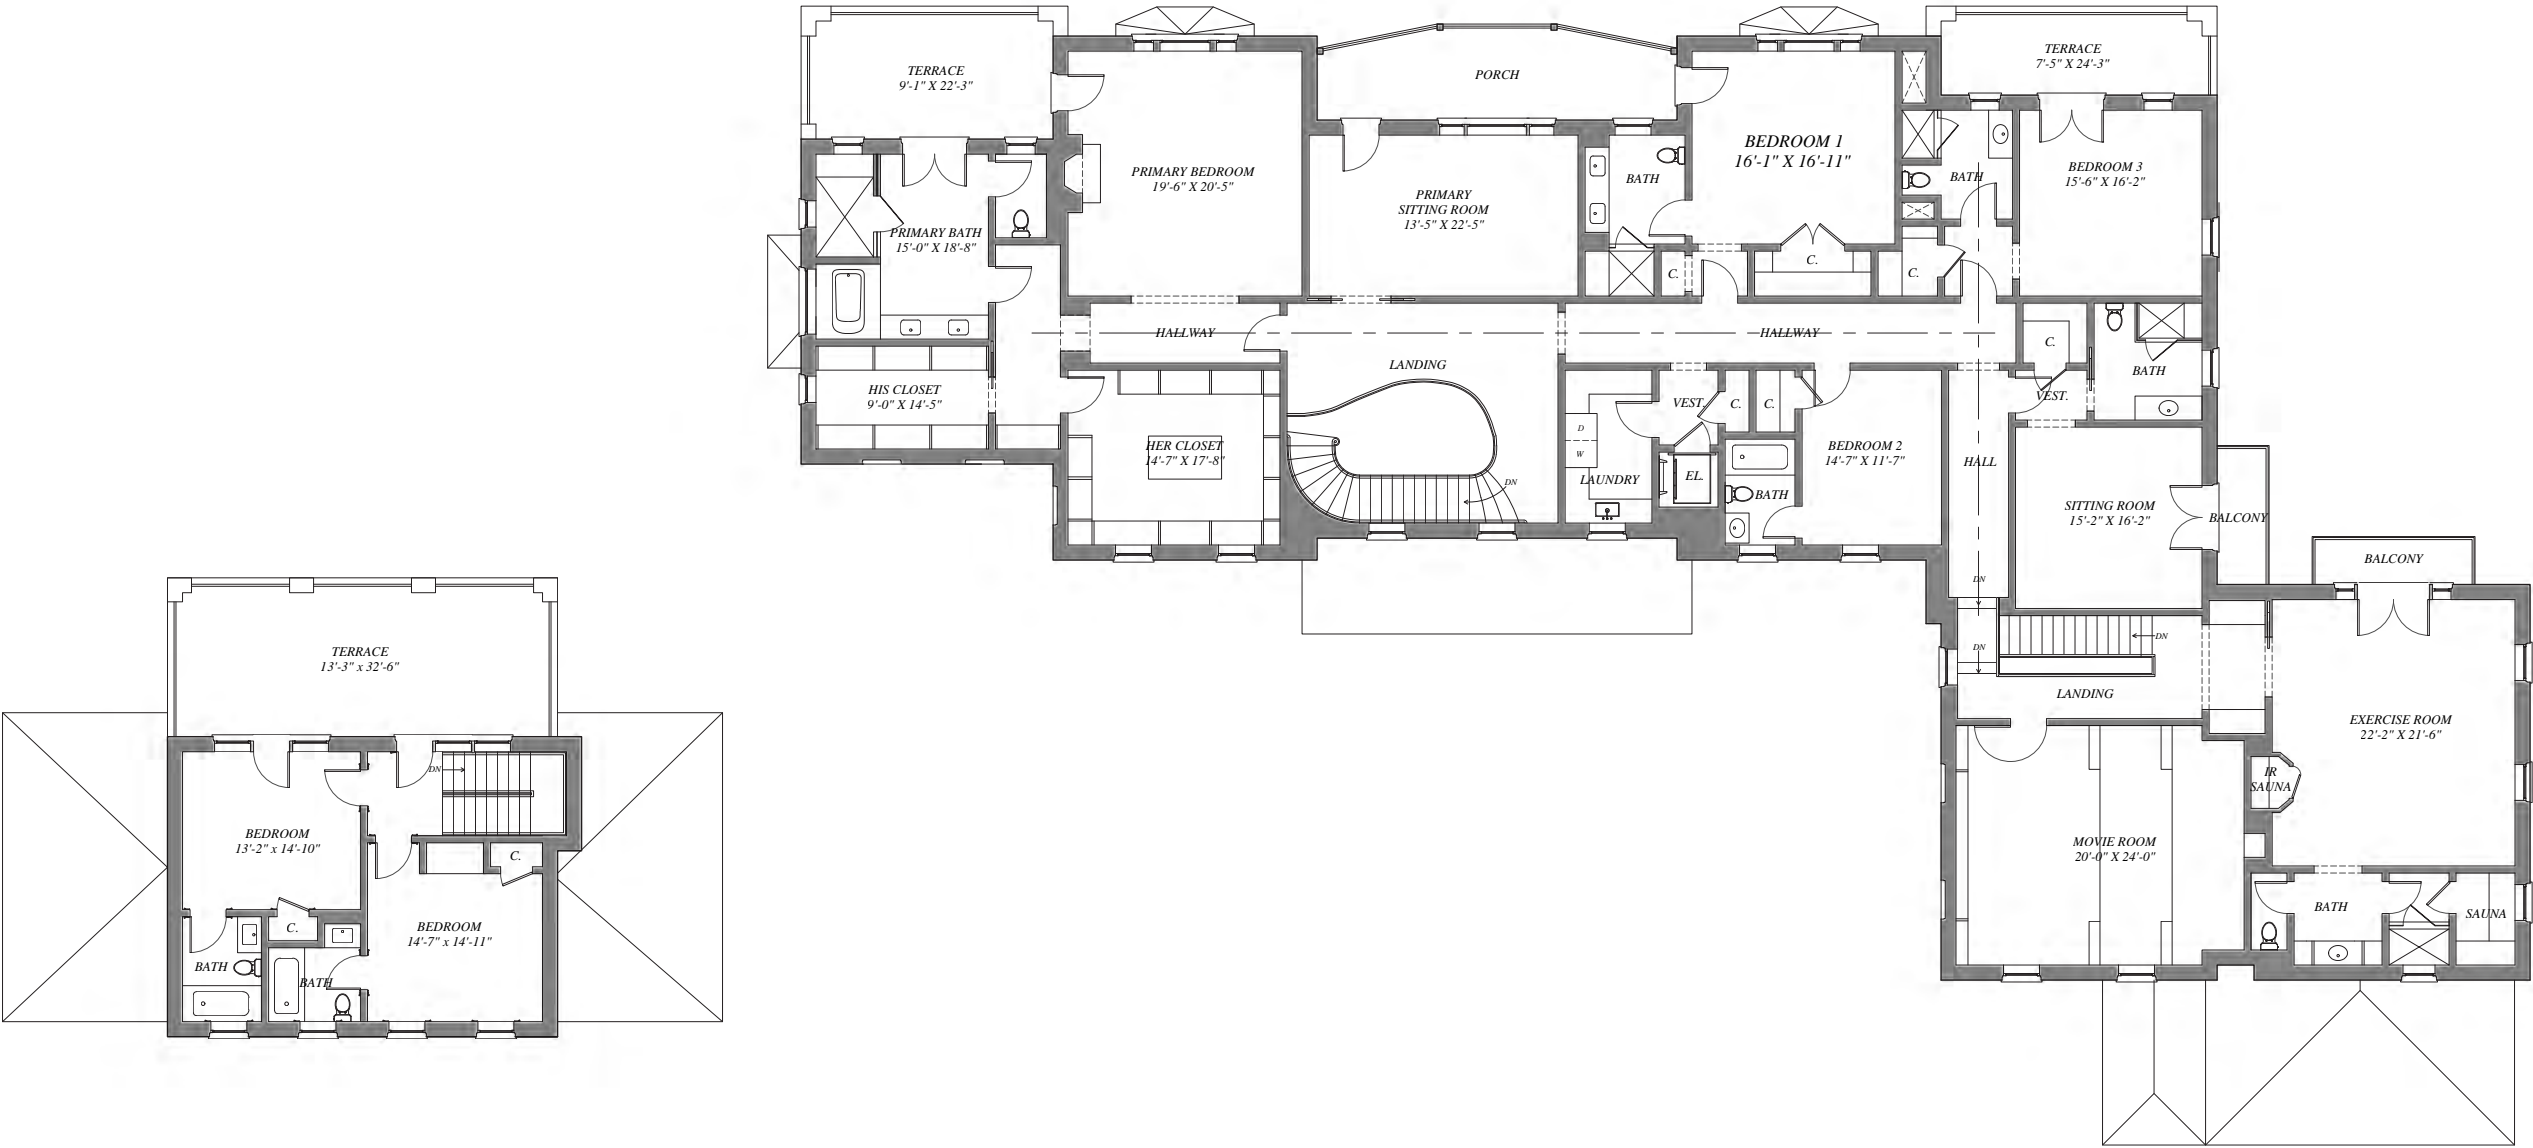 TERRACE
9'-1" X 22'-3"
PORCH
TERRACE
7'-5" X 24'-3"
PRIMARY BEDROOM
19'-6" X 20'-5"
PRIMARY
SITTING ROOM
13'-5" X 22'-5"
BATH
BEDROOM 1
16'-1" X 16'-11"
BATH
BEDROOM 3
15'-6" X 16'-2"
PRIMARY BATH
15'-0" X 18'-8"
C.
C.
C.
HALLWAY
HALLWAY
LANDING
C.
BATH
HIS CLOSET
9'-0" X 14'-5"
VEST.
C.
C.
VEST.
HER CLOSET
14'-7" X 17'-8"
D
W
BEDROOM 2
14'-7" X 11'-7"
HALL
LAUNDRY
EL.
DN
BATH
SITTING ROOM
15'-2" X 16'-2"
BALCONY
BALCONY
DN
DN
DN
LANDING
EXERCISE ROOM
22'-2" X 21'-6"
IR
SAUNA
MOVIE ROOM
20'-0" X 24'-0"
BATH
SAUNA
TERRACE
13'-3" x 32'-6"
DN
BEDROOM
13'-2" x 14'-10"
C.
C.
BEDROOM
14'-7" x 14'-11"
BATH
BATH